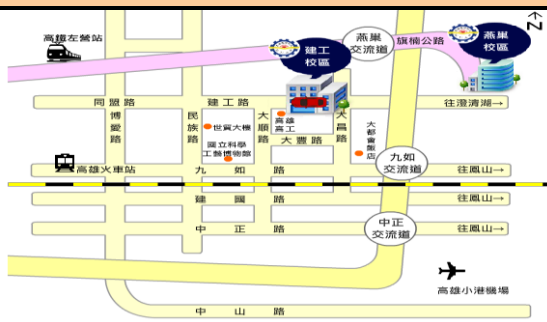 高鐵左營站
建工
校區
燕巢
交流道
旗楠公路
燕巢
校區
N
同盟路
建工路
往澄清湖→
博愛路
民族路
世貿大樓
國立科學
工藝博物館
大順路
高雄
高工
大豐路
大昌路
大都會飯店
高雄火車站
九如路
九如
交流道
往鳳山→
建國路
往鳳山→
中正路
中正
交流道
往鳳山→
高雄小港機場
中山路